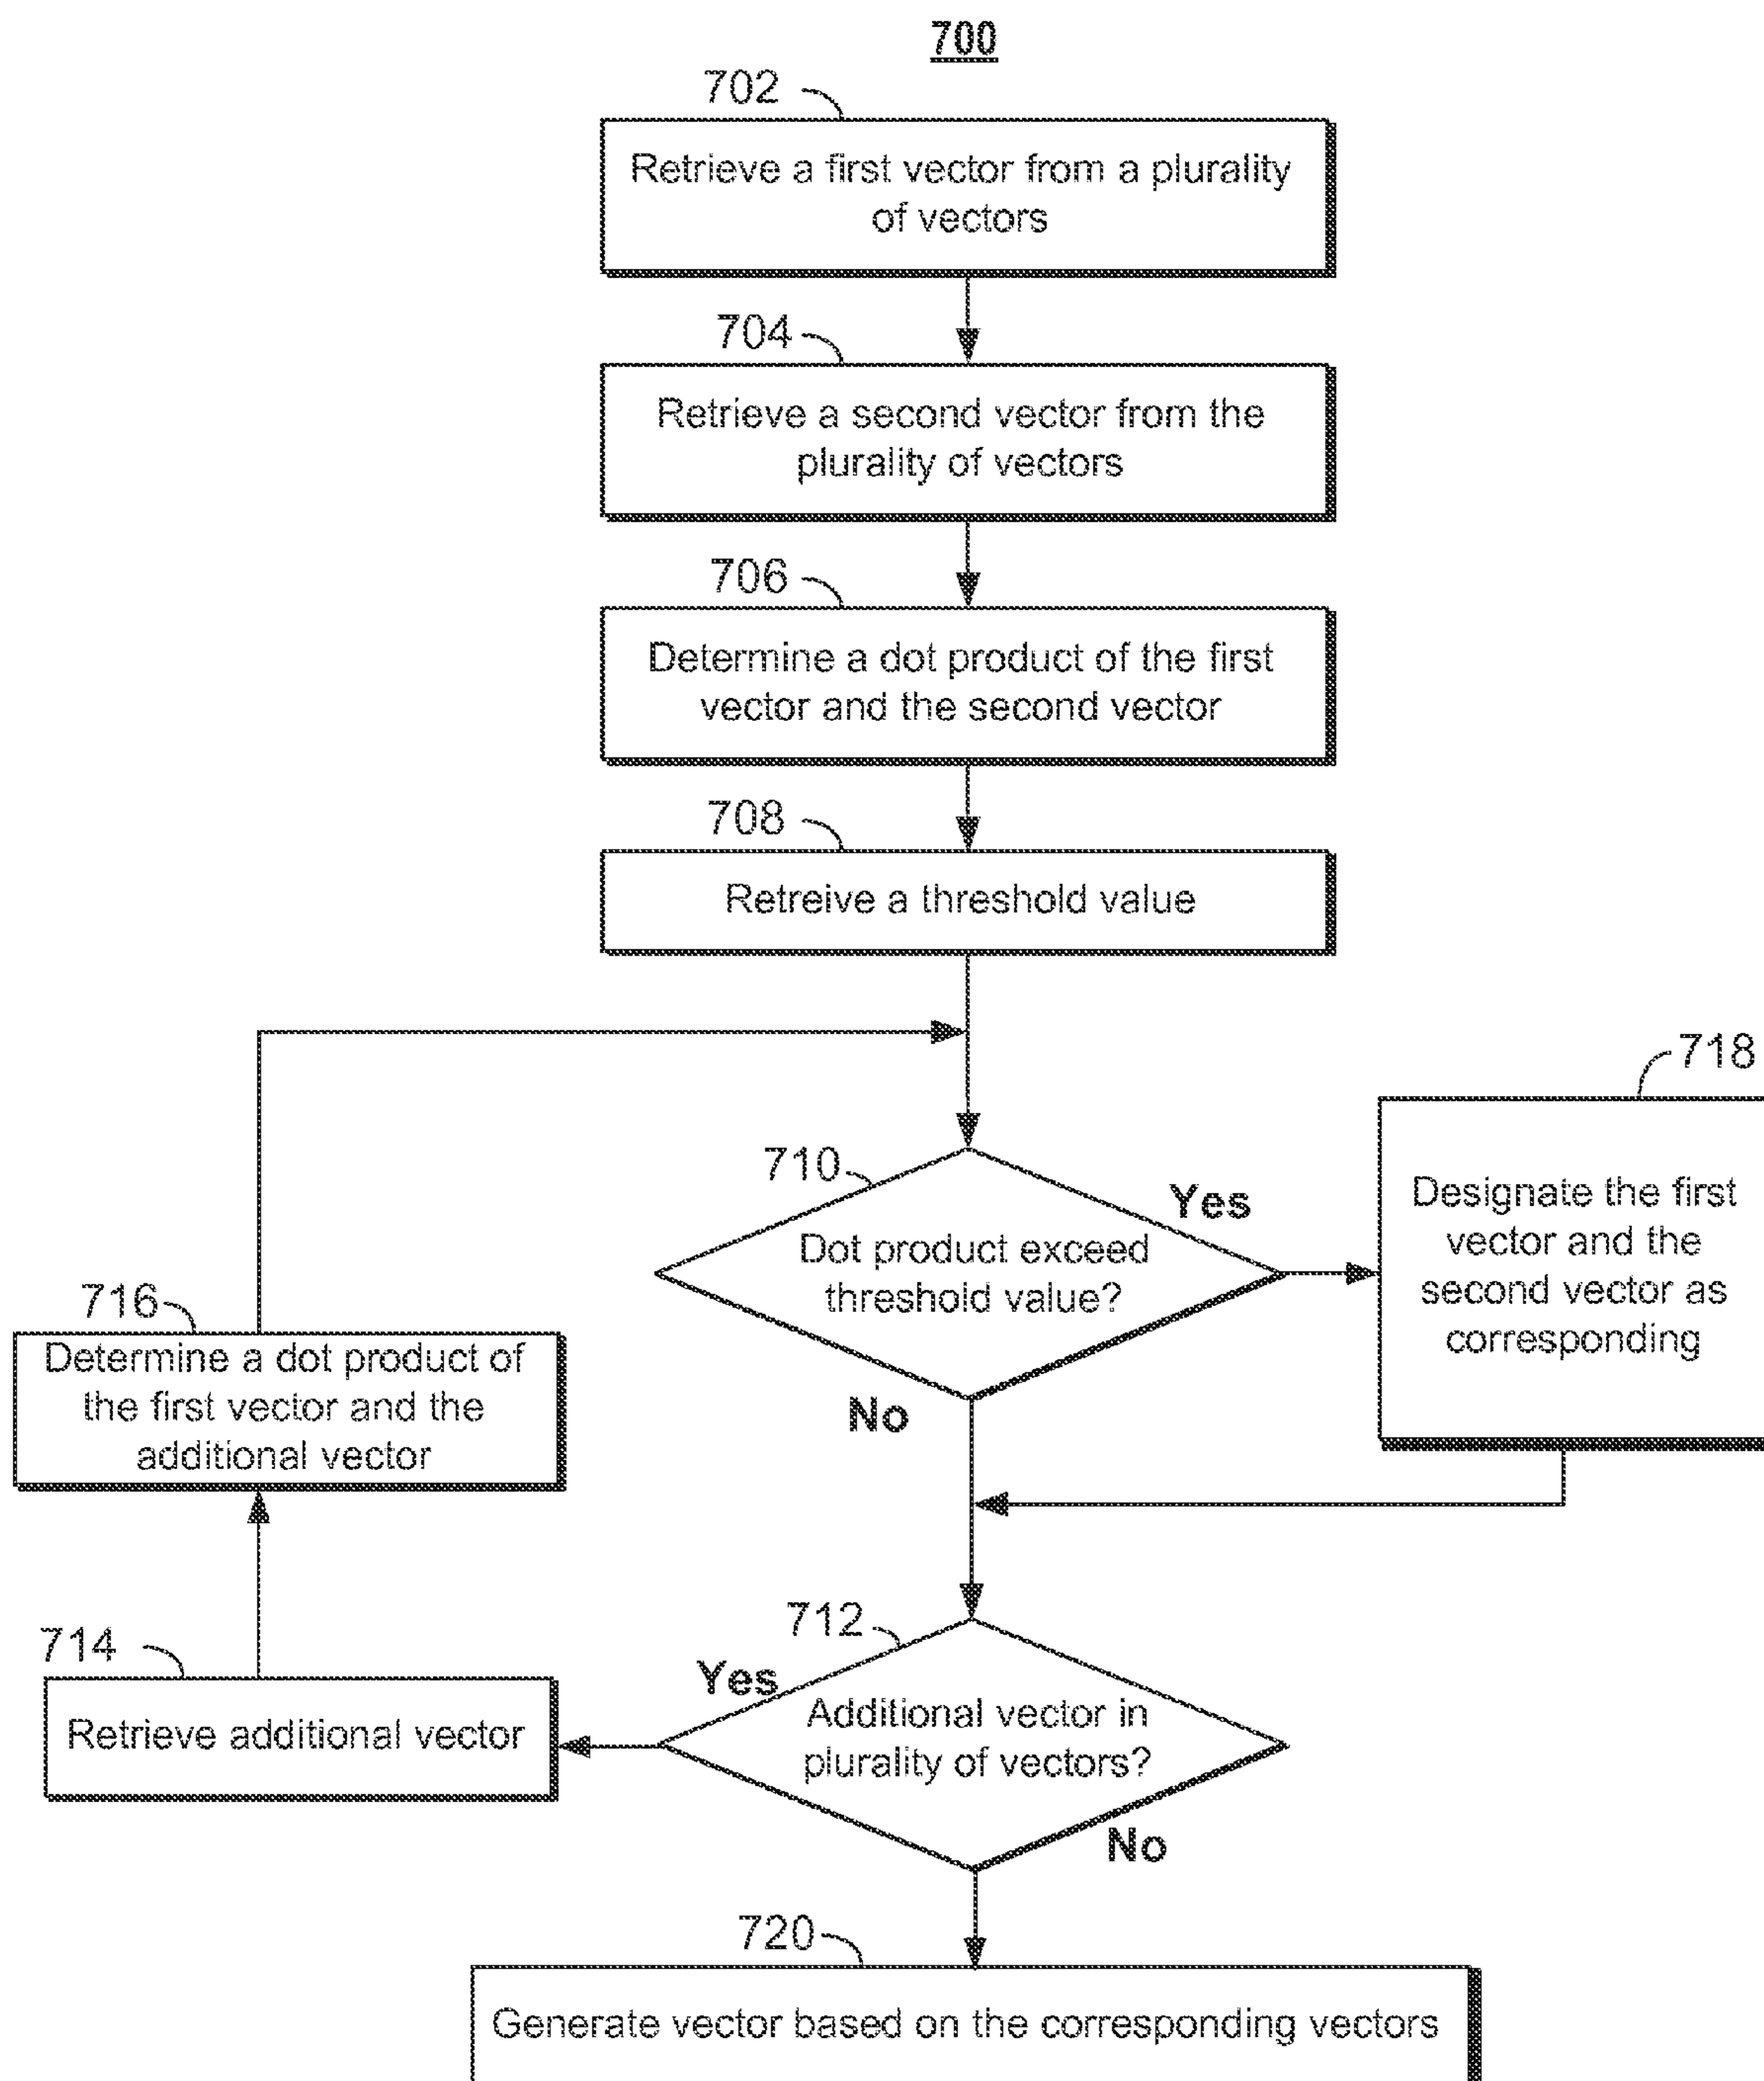 700
702
Retrieve a first vector from a plurality
of vectors
704
Retrieve a second vector from the
plurality of vectors
706
Determine a dot product of the first
vector and the second vector
708
Retreive a threshold value
710
Dot product exceed
threshold value?
Yes
No
718
Designate the first
vector and the
second vector as
corresponding
716
Determine a dot product of
the first vector and the
additional vector
714
Retrieve additional vector
712
Additional vector in
plurality of vectors?
Yes
No
720
Generate vector based on the corresponding vectors